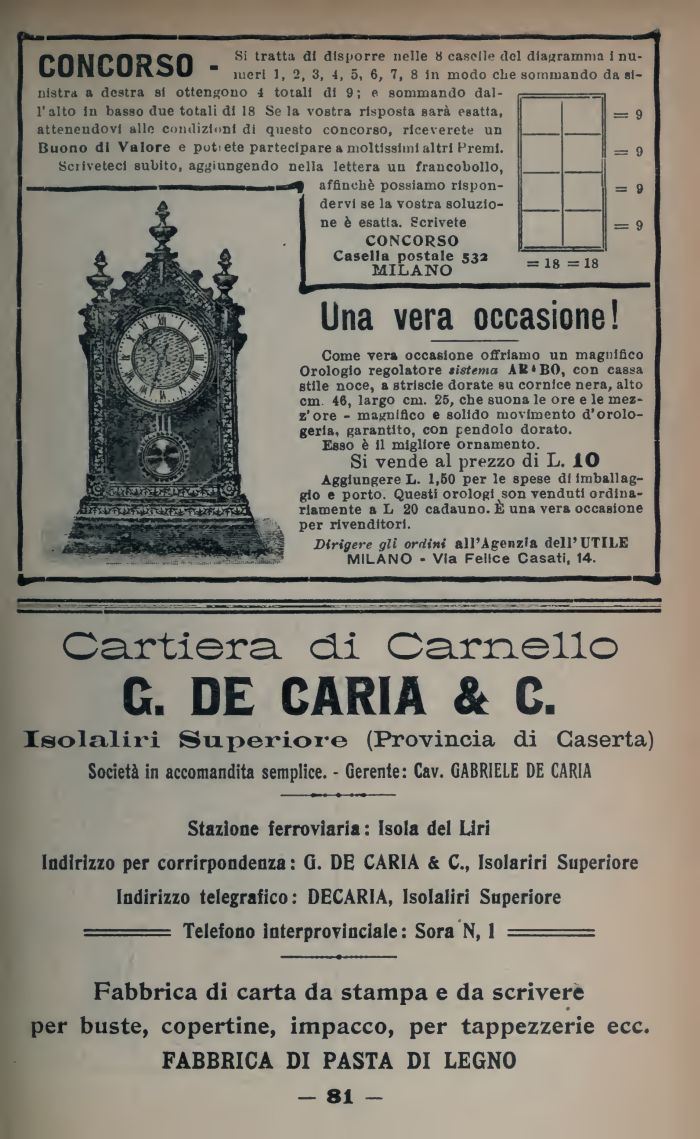 CONCORSO - Si tratta di disporre nelle 8 caselle del diagramma i nu-
meri 1, 2, 3, 4, 5, 6, 7, 8 in modo che sommando da si-
nistra a destra si ottengono 4 totali di 9; e sommando dal-
l'alto in basso due totali di 18 Se la vostra risposta sarà esatta,
attenendovi alle condizioni di questo concorso, riceverete un
Buono di Valore e potrete partecipare a moltissimi altri Premi.
Scriveteci subito, aggiungendo nella lettera un francobollo,
affinchè possiamo rispon-
dervi se la vostra soluzio-
ne è esatta. Scrivete
CONCORSO
Casella postale 532
MILANO
= 9
= 9
= 9
= 9
= 18 = 18
Una vera occasione!
Come vera occasione offriamo un magnifico
Orologio regolatore sistema ARBO, con cassa
stile noce, a striscie dorate su cornice nera, alto
cm. 46, largo cm. 25, che suona le ore e le mez-
z'ore - magnifico e solido movimento d'orolo-
geria, garantito, con pendolo dorato.
Esso è il migliore ornamento.
Si vende al prezzo di L. 10
Aggiungere L. 1,50 per le spese di imballag-
gio e porto. Questi orologi son venduti ordina-
riamente a L 20 cadauno. È una vera occasione
per rivenditori.
Dirigere gli ordini all'Agenzia dell'UTILE
MILANO - Via Felice Casati, 14.
Cartiera di Carnello
G. DE CARIA & C.
Isolaliri Superiore (Provincia di Caserta)
Società in accomandita semplice. - Gerente: Cav. GABRIELE DE CARIA
Stazione ferroviaria: Isola del Liri
Indirizzo per corrirpondenza: G. DE CARIA & C., Isolariri Superiore
Indirizzo telegrafico: DECARIA, Isolaliri Superiore
Telefono interprovinciale: Sora N, 1
Fabbrica di carta da stampa e da scrivere
per buste, copertine, impacco, per tappezzerie ecc.
FABBRICA DI PASTA DI LEGNO
— 81 —